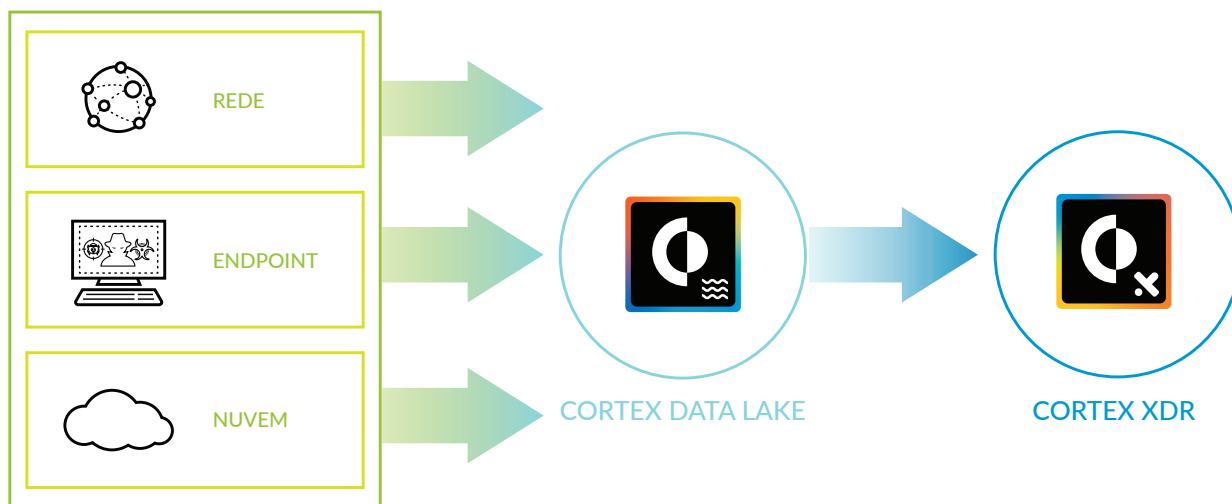 REDE
ENDPOINT
NUVEM
CORTEX DATA LAKE
CORTEX XDR